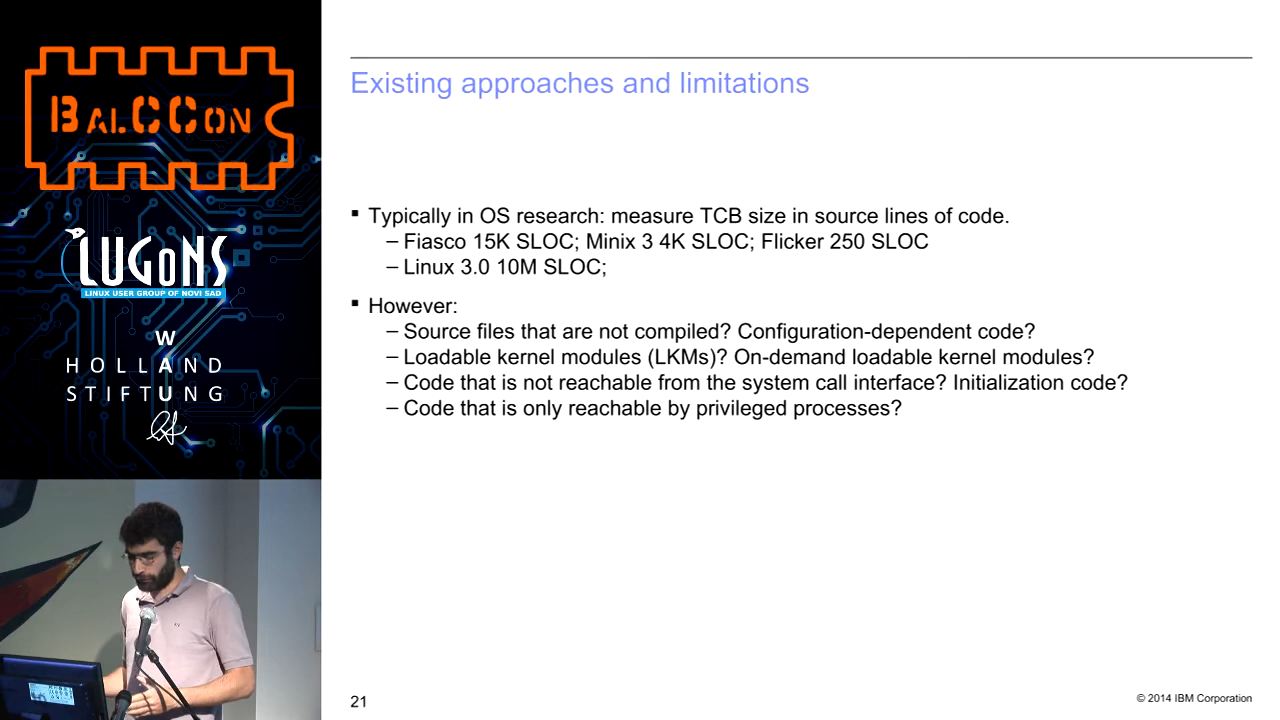 BALCCON
LUGONS
LINUX USER GROUP OF NOVI SAD
W
HOLLAND
STIFTUNG
Existing approaches and limitations
▪ Typically in OS research: measure TCB size in source lines of code.
– Fiasco 15K SLOC; Minix 3 4K SLOC; Flicker 250 SLOC
– Linux 3.0 10M SLOC;
▪ However:
– Source files that are not compiled? Configuration-dependent code?
– Loadable kernel modules (LKMs)? On-demand loadable kernel modules?
– Code that is not reachable from the system call interface? Initialization code?
– Code that is only reachable by privileged processes?
21
© 2014 IBM Corporation